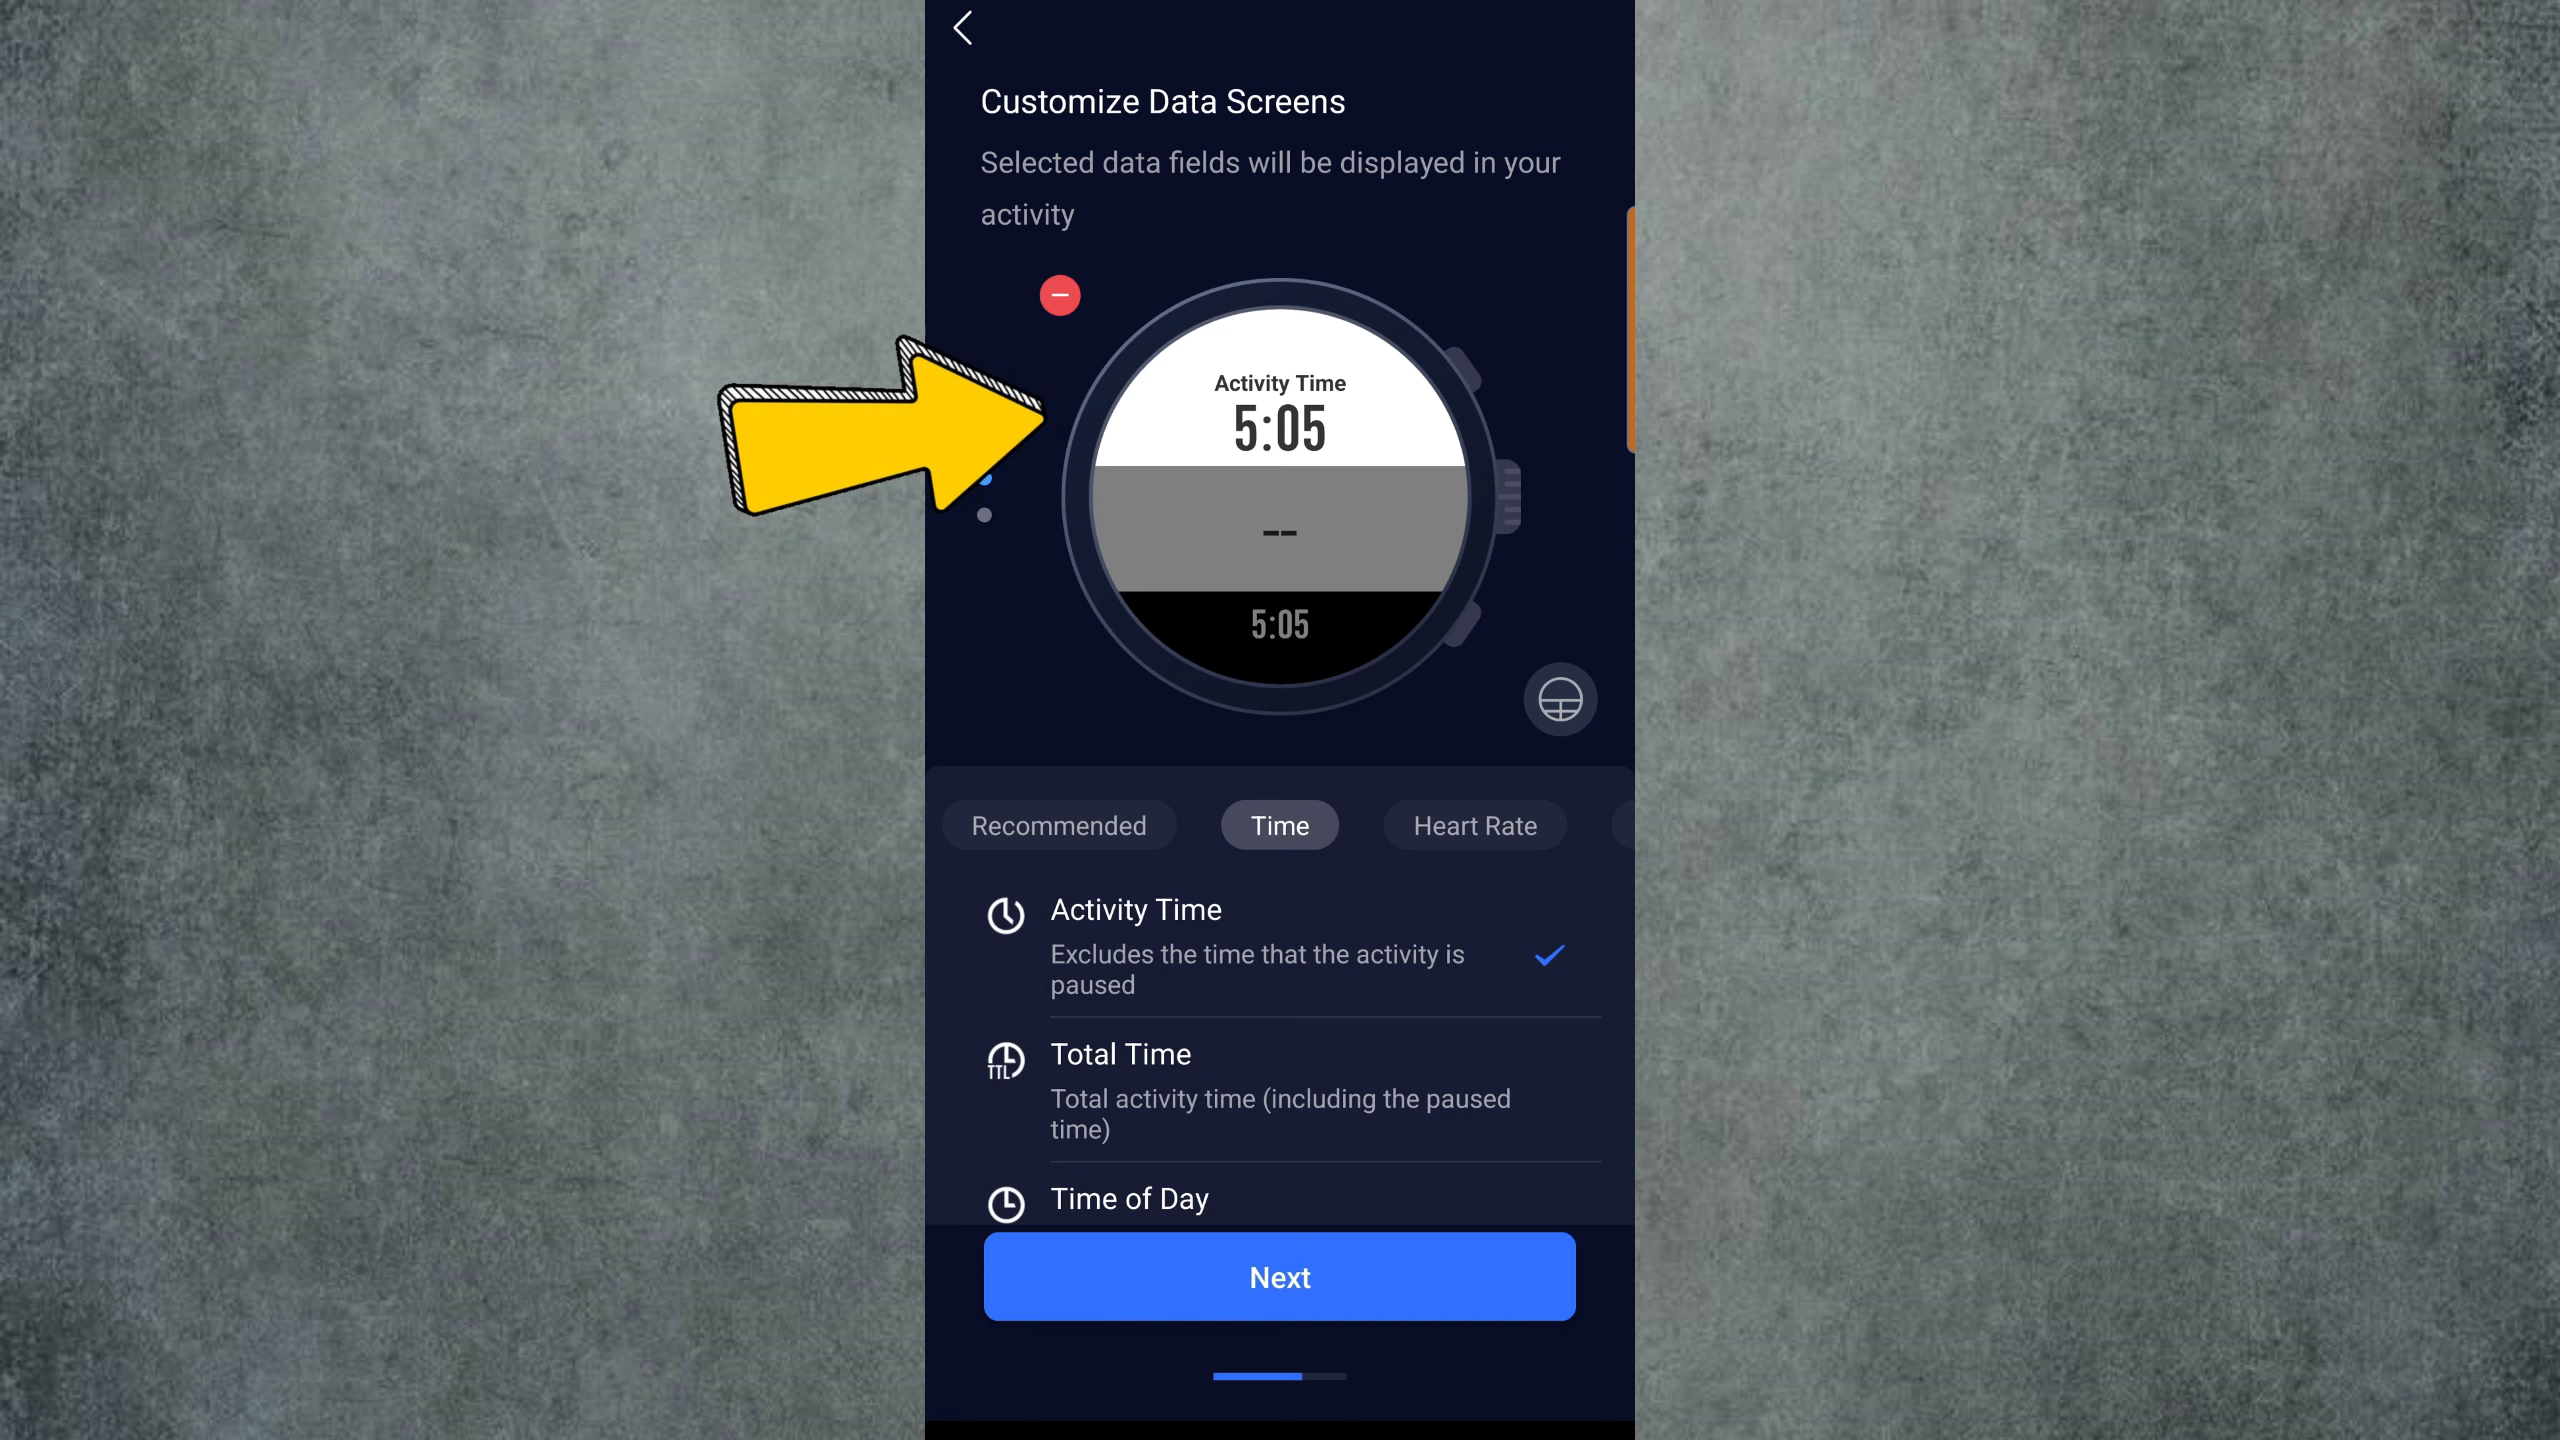 Customize Data Screens
Selected data fields will be displayed in your
activity
Activity Time
5:05
--
5:05
Recommended
Time
Heart Rate
Activity Time
Excludes the time that the activity is
paused
TTL
Total Time
Total activity time (including the paused
time)
Time of Day
Next